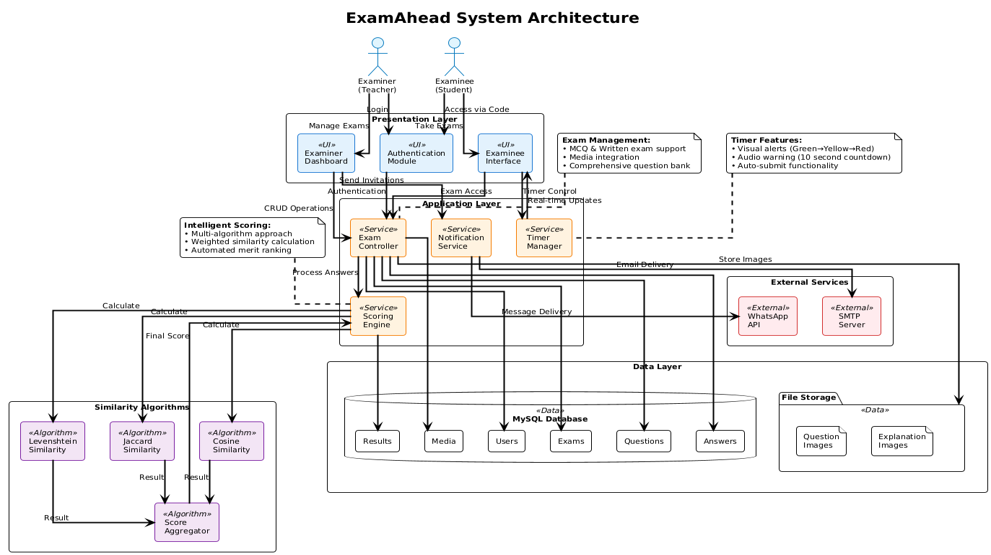 ExamAhead System Architecture
Examiner
(Teacher)
Examinee
(Student)
Login
Access via Code
Manage Exams
Take Exams
Presentation Layer
«UI»
Examiner
Dashboard
«UI»
Authentication
Module
«UI»
Examinee
Interface
Exam Management:
• MCQ & Written exam support
• Media integration
• Comprehensive question bank
Timer Features:
• Visual alerts (Green→Yellow→Red)
• Audio warning (10 second countdown)
• Auto-submit functionality
Send Invitations
Authentication
Exam Access
Timer Control
Real-time Updates
CRUD Operations
Application Layer
Intelligent Scoring:
• Multi-algorithm approach
• Weighted similarity calculation
• Automated merit ranking
«Service»
Exam
Controller
«Service»
Notification
Service
«Service»
Timer
Manager
Process Answers
Email Delivery
Store Images
«Service»
Scoring
Engine
Message Delivery
External Services
«External»
WhatsApp
API
«External»
SMTP
Server
Calculate
Calculate
Calculate
Final Score
Data Layer
«Data»
MySQL Database
Results
Media
Users
Exams
Questions
Answers
File Storage
«Data»
Question
Images
Explanation
Images
Similarity Algorithms
«Algorithm»
Levenshtein
Similarity
«Algorithm»
Jaccard
Similarity
«Algorithm»
Cosine
Similarity
Result
Result
Result
«Algorithm»
Score
Aggregator